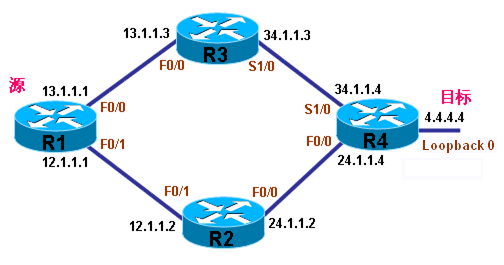 13.1.1.3
34.1.1.3
R3
F0/0
S1/0
源
13.1.1.1
F0/0
34.1.1.4
目标
S1/0
4.4.4.4
R1
F0/1
F0/0
R4
Loopback 0
12.1.1.1
24.1.1.4
F0/1
F0/0
12.1.1.2
24.1.1.2
R2